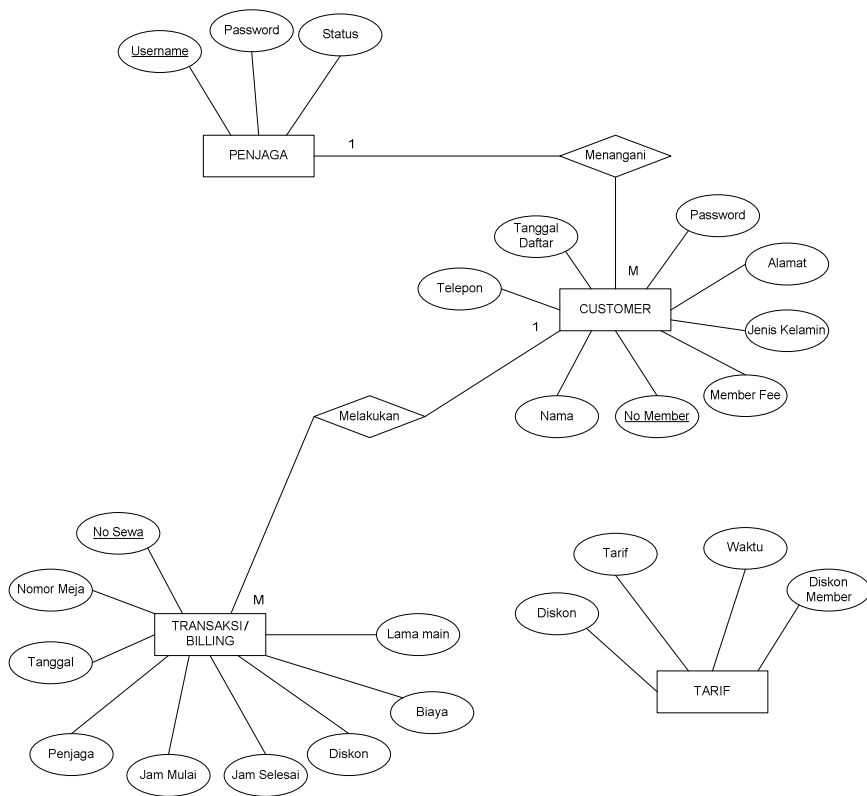 Username
Password
Status
PENJAGA
1
Menangani
Tanggal
Daftar
Password
Telepon
M
Alamat
CUSTOMER
1
Jenis Kelamin
Member Fee
Nama
No Member
Melakukan
No Sewa
Nomor Meja
M
TRANSAKSI/
BILLING
Lama main
Tanggal
Biaya
Penjaga
Jam Mulai
Jam Selesai
Diskon
Tarif
Waktu
Diskon
Member
Diskon
TARIF